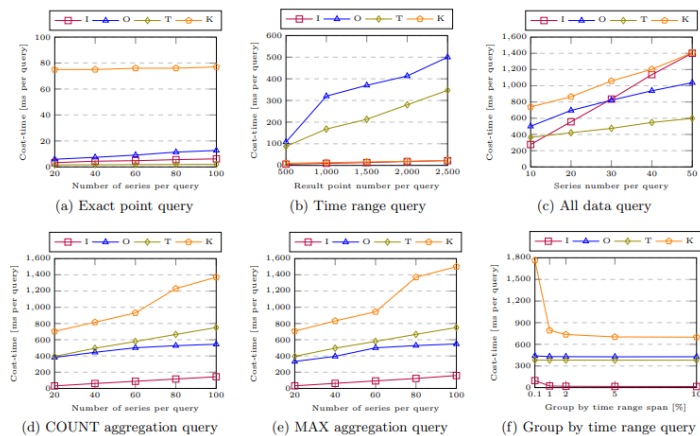 I O T K
I O T K
I O T K
Cost-time [ms per query]
100
80
60
40
20
0
20 40 60 80 100
Number of series per query
(a) Exact point query
Cost-time [ms per query]
600
500
400
300
200
100
0
500 1,000 1,500 2,000 2,500
Result point number per query
(b) Time range query
Cost-time [ms per query]
1,600
1,400
1,200
1,000
800
600
400
200
0
10 20 30 40 50
Series number per query
(c) All data query
I O T K
I O T K
I O T K
Cost-time [ms per query]
1,600
1,400
1,200
1,000
800
600
400
200
0
20 40 60 80 100
Number of series per query
(d) COUNT aggregation query
Cost-time [ms per query]
1,600
1,400
1,200
1,000
800
600
400
200
0
20 40 60 80 100
Number of series per query
(e) MAX aggregation query
Cost-time [ms per query]
1,800
1,500
1,200
900
600
300
0
0.1 1 2 5 10
Group by time range span [%]
(f) Group by time range query